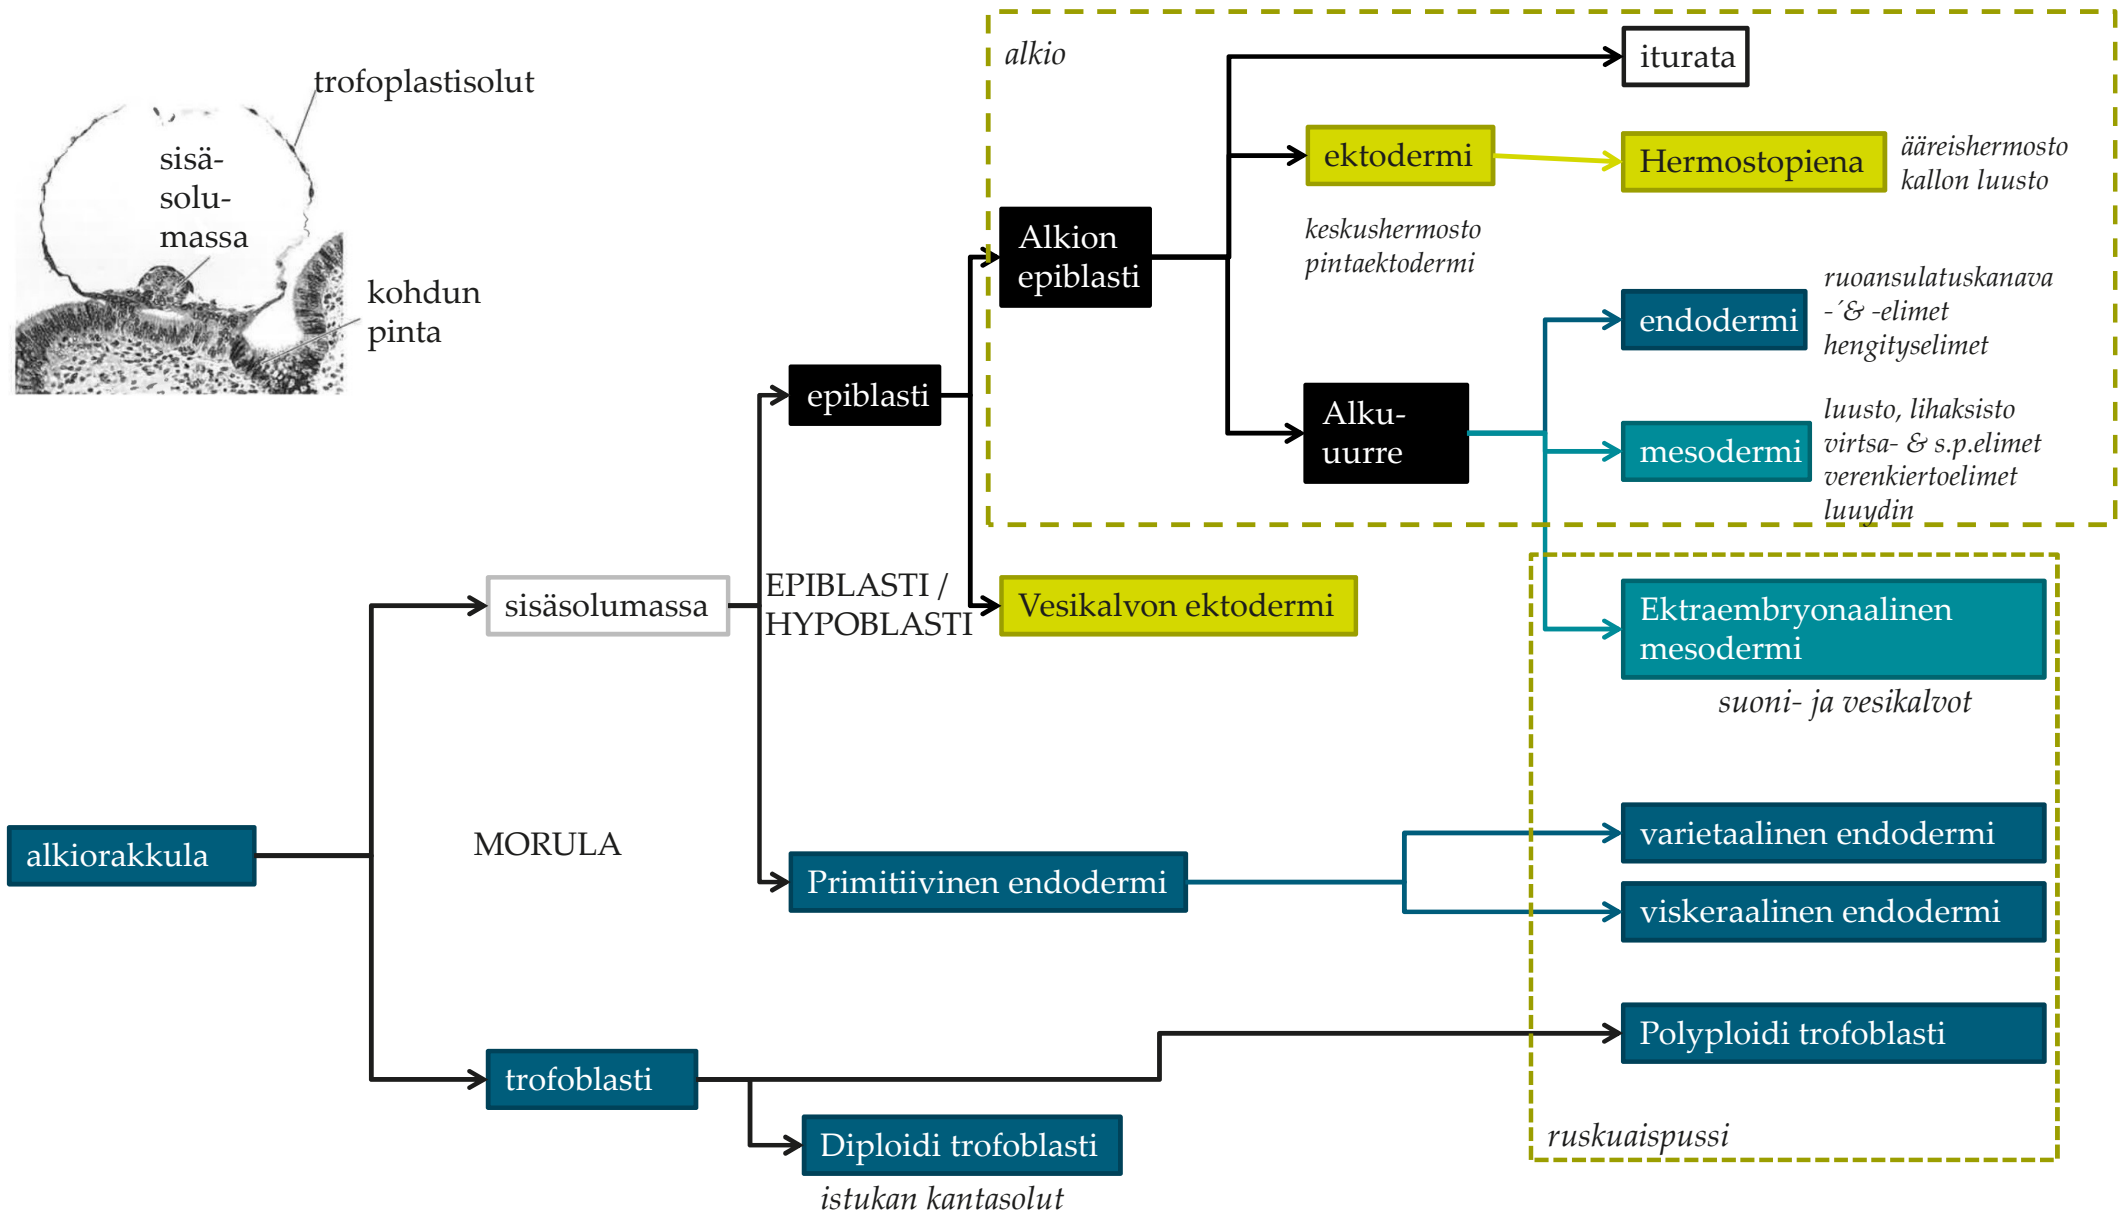 trofoplastisolut
sisä-
solu-
massa
kohdun
pinta
alkio
iturata
ektodermi
Hermostopiena
ääreishermosto
kallon luusto
keskushermosto
pintaektodermi
Alkion
epiblasti
endodermi
ruoansulatuskanava
-´& -elimet
hengityselimet
epiblasti
Alku-
uurre
mesodermi
luusto, lihaksisto
virtsa- & s.p.elimet
verenkiertoelimet
luuydin
sisäsolumassa
EPIBLASTI /
HYPOBLASTI
Vesikalvon ektodermi
Ektraembryonaalinen
mesodermi
suoni- ja vesikalvot
alkiorakkula
MORULA
Primitiivinen endodermi
varietaalinen endodermi
viskeraalinen endodermi
trofoblasti
Polyploidi trofoblasti
Diploidi trofoblasti
istukan kantasolut
ruskuaispussi